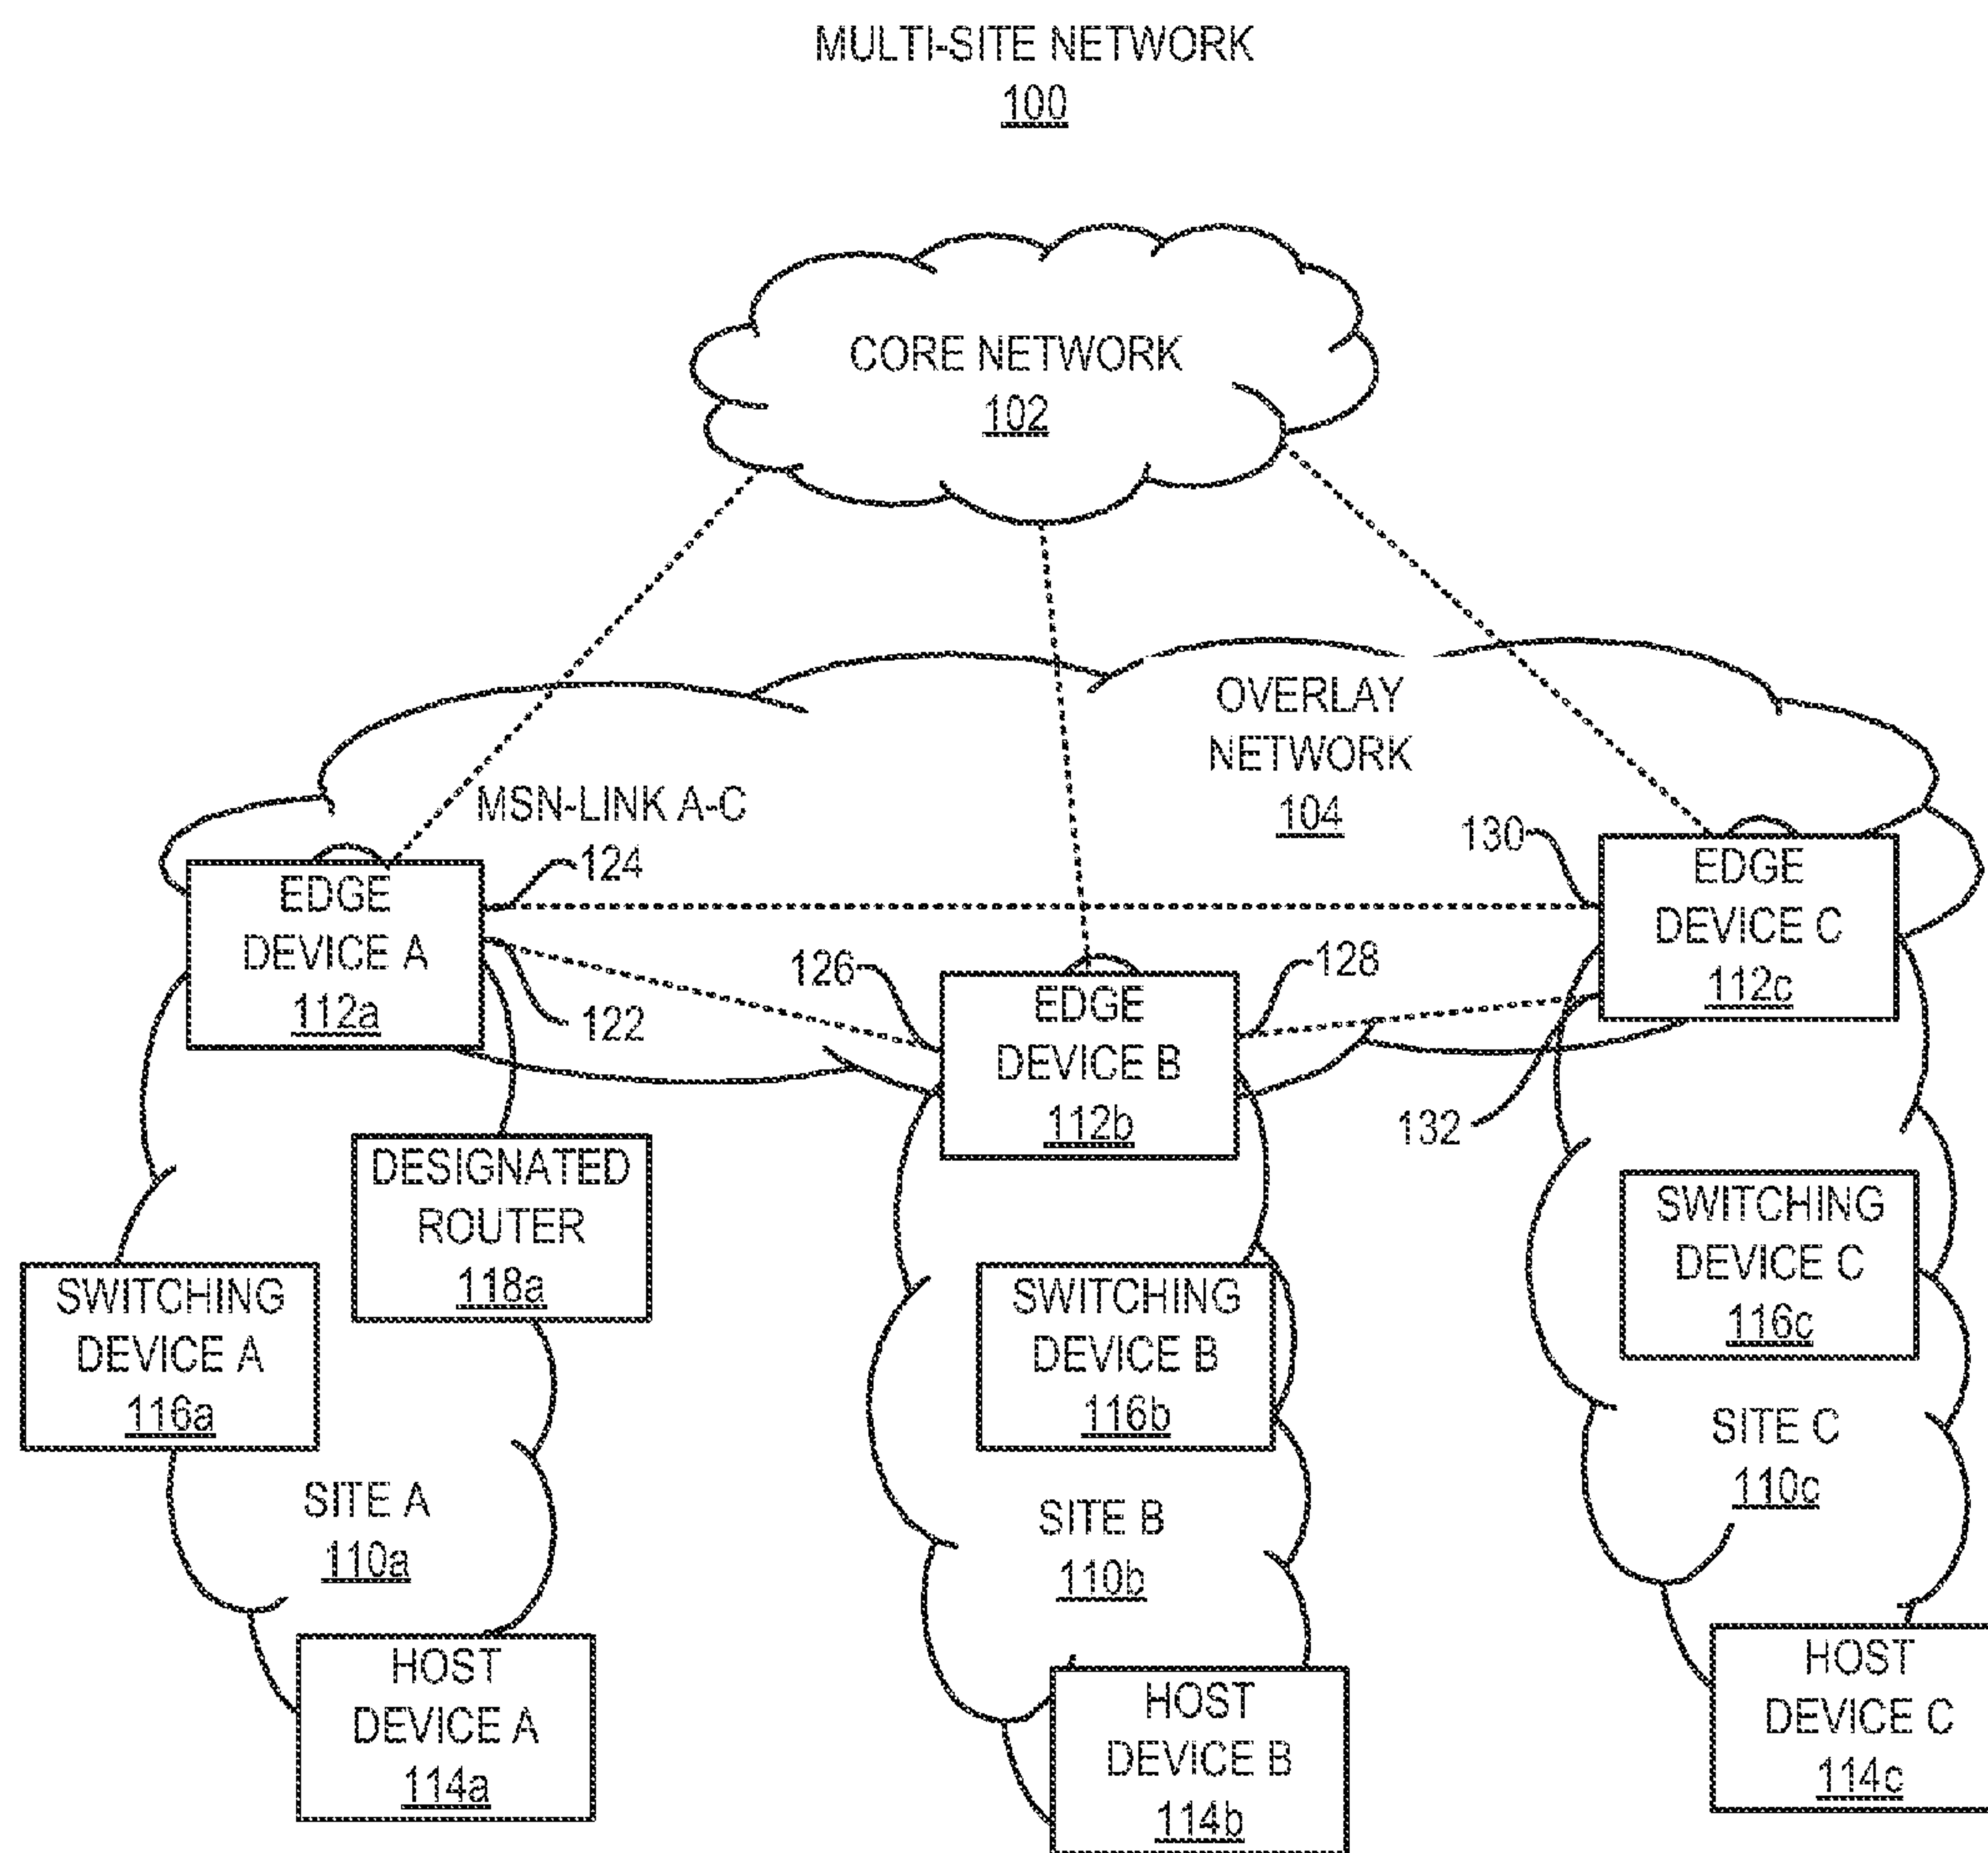 MULTI-SITE NETWORK
100
CORE NETWORK
102
OVERLAY
NETWORK
104
MSN-LINK A-C
EDGE
DEVICE A
112a
124
122
126
EDGE
DEVICE B
112b
128
130
EDGE
DEVICE C
112c
132
DESIGNATED
ROUTER
118a
SWITCHING
DEVICE A
116a
SITE A
110a
HOST
DEVICE A
114a
SWITCHING
DEVICE B
116b
SITE B
110b
HOST
DEVICE B
114b
SWITCHING
DEVICE C
116c
SITE C
110c
HOST
DEVICE C
114c